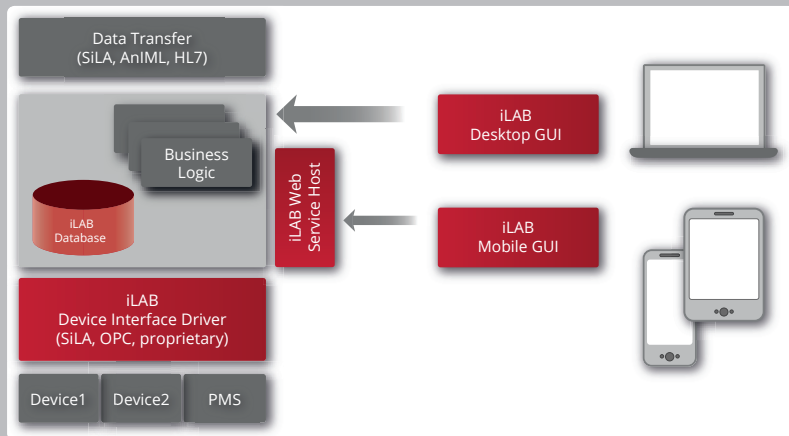 Data Transfer
(SiLA, AnIML, HL7)
Business
Logic
iLAB
Database
iLAB Web
Service Host
iLAB
Desktop GUI
iLAB
Mobile GUI
iLAB
Device Interface Driver
(SiLA, OPC, proprietary)
Device1
Device2
PMS